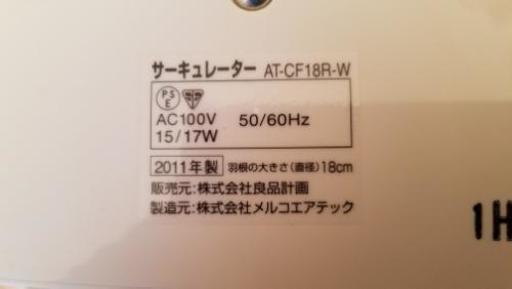 サーキュレーター AT-CF18R-W
PSE
AC100V 50/60Hz
15/17W
2011年製 羽根の大きさ(直径)18cm
販売元:株式会社良品計画
製造元:株式会社メルコエアテック
1H